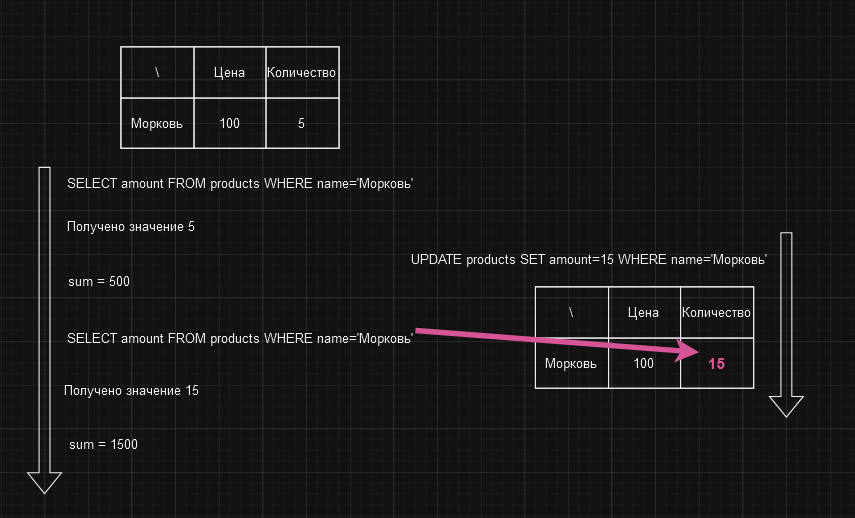 \ Цена Количество
Морковь 100 5
SELECT amount FROM products WHERE name='Морковь'
Получено значение 5
sum = 500
SELECT amount FROM products WHERE name='Морковь'
Получено значение 15
sum = 1500
UPDATE products SET amount=15 WHERE name='Морковь'
\ Цена Количество
Морковь 100 15